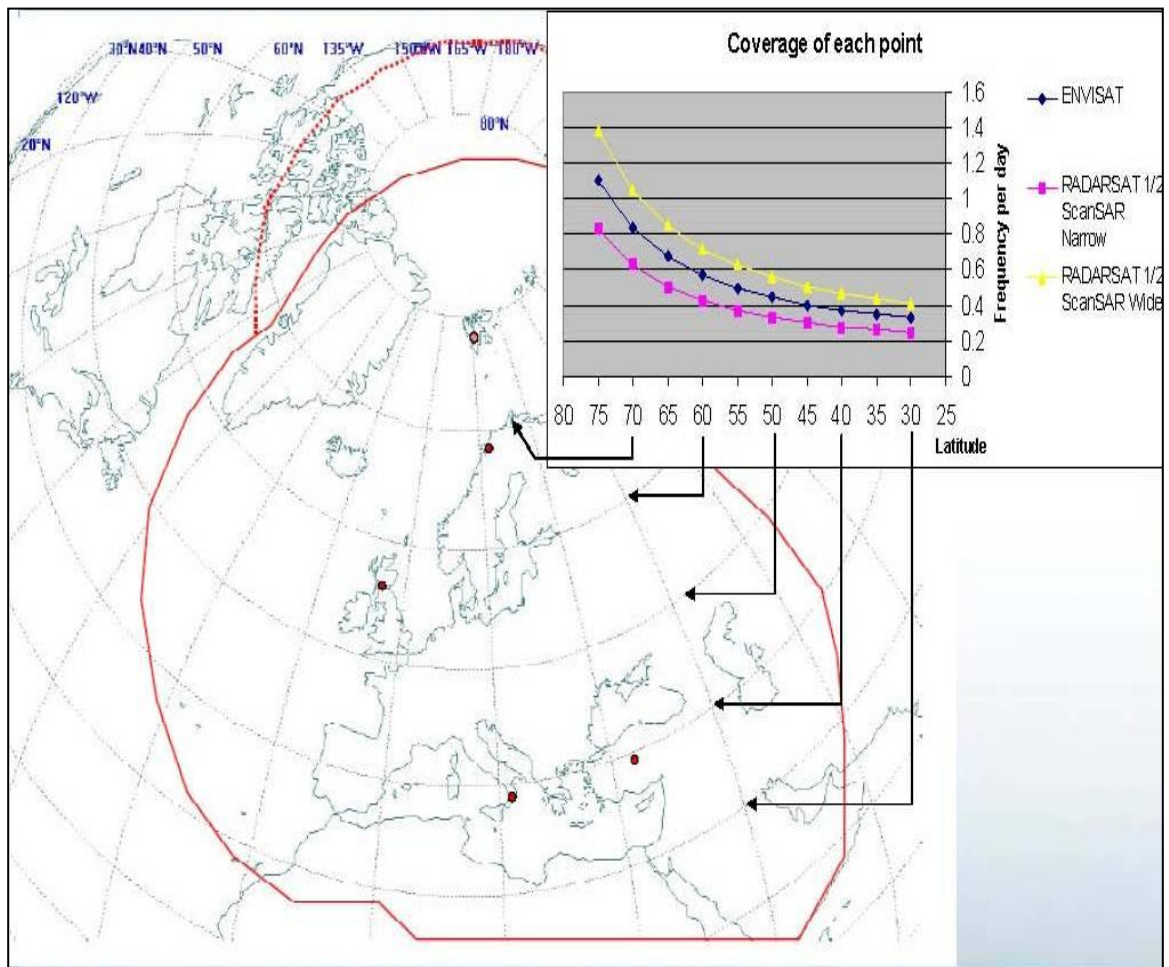 30°N 40°N 50°N 60°N 135°W 150°W 165°W 180°W
120°W
20°N
80°N
Coverage of each point
1.6
1.4
1.2
1
0.8
0.6
0.4
0.2
0
Frequency per day
80 75 70 65 60 55 50 45 40 35 30 25
Latitude
ENVISAT
RADARSAT 1/2
ScanSAR
Narrow
RADARSAT 1/2
ScanSAR Wide